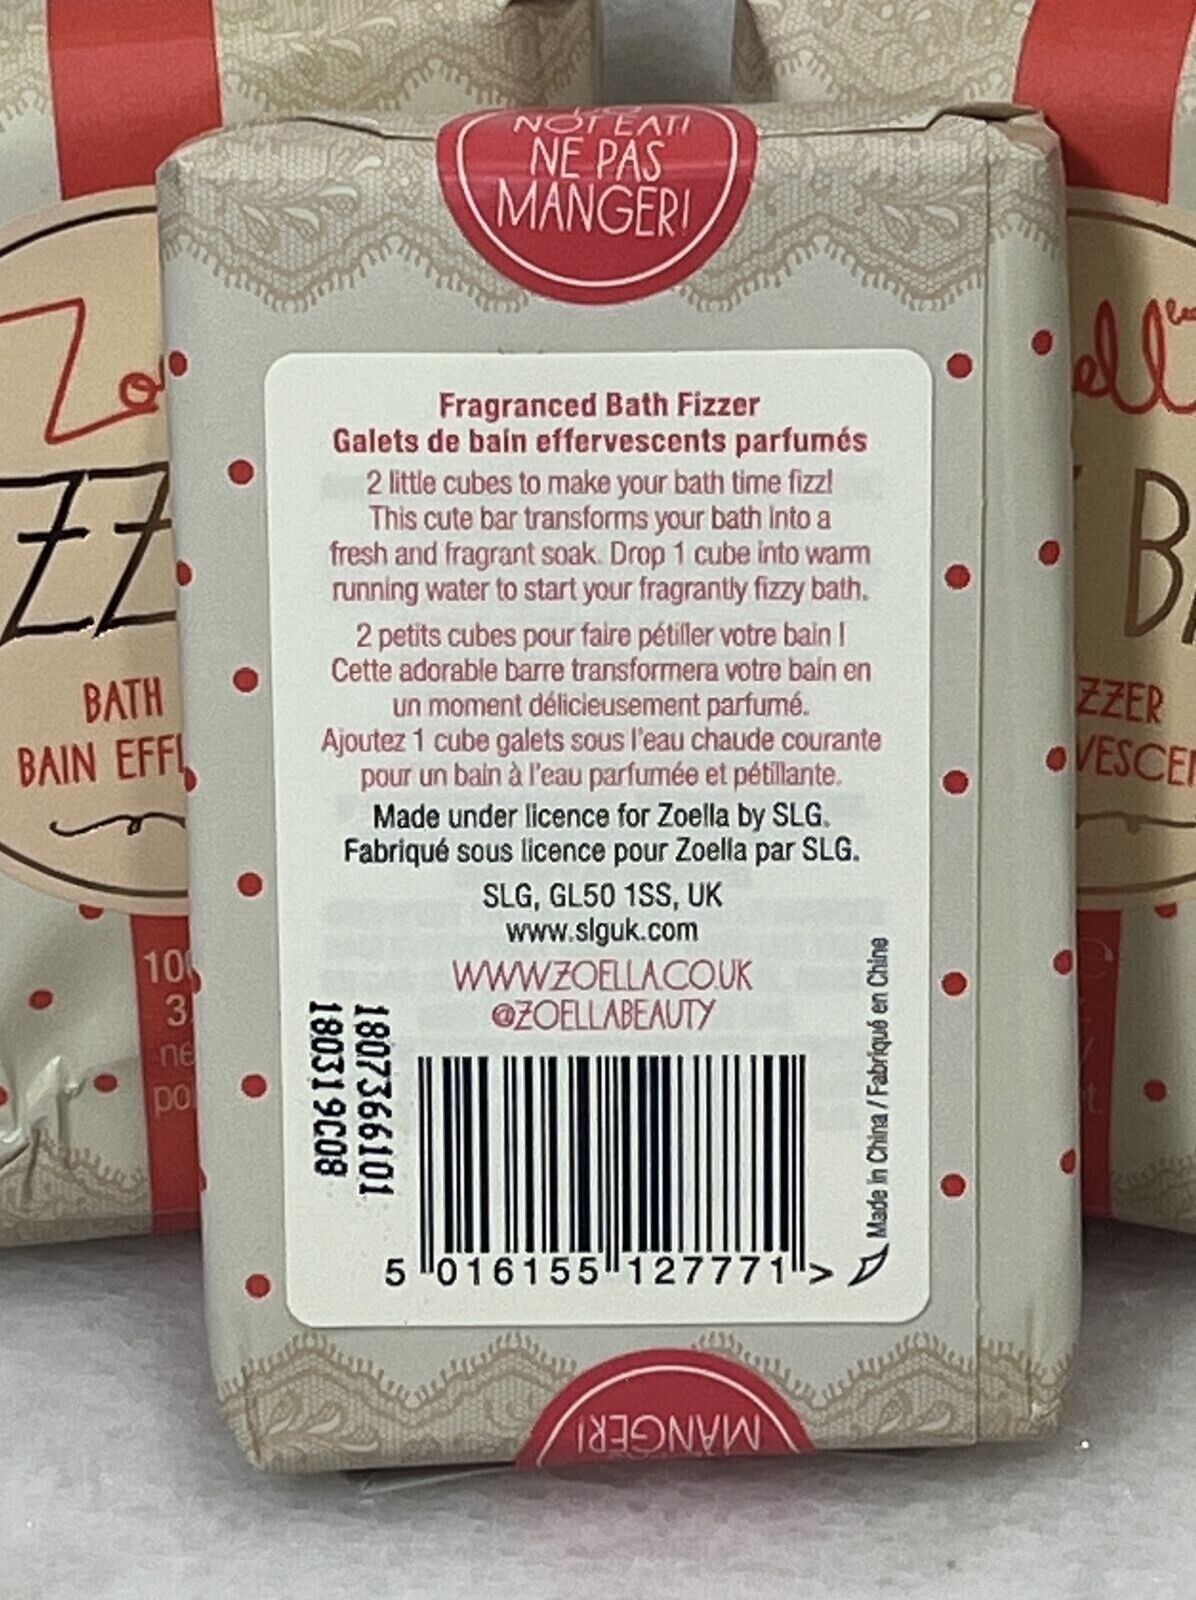 NOT EAT!
NE PAS
MANGER!
Fragranced Bath Fizzer
Galets de bain effervescents parfumés
2 little cubes to make your bath time fizz!
This cute bar transforms your bath into a
fresh and fragrant soak. Drop 1 cube into warm
running water to start your fragrantly fizzy bath.
2 petits cubes pour faire pétiller votre bain !
Cette adorable barre transformera votre bain en
un moment délicieusement parfumé.
Ajoutez 1 cube galets sous l'eau chaude courante
pour un bain à l'eau parfumée et pétillante.
Made under licence for Zoella by SLG.
Fabriqué sous licence pour Zoella par SLG.
SLG, GL50 1SS, UK
www.slguk.com
WWW.ZOELLA.CO.UK
@ZOELLABEAUTY
1807366101
180319C08
5 016155 127771 >
Made in China / Fabriqué en Chine
MANGER!
BATH
BAIN